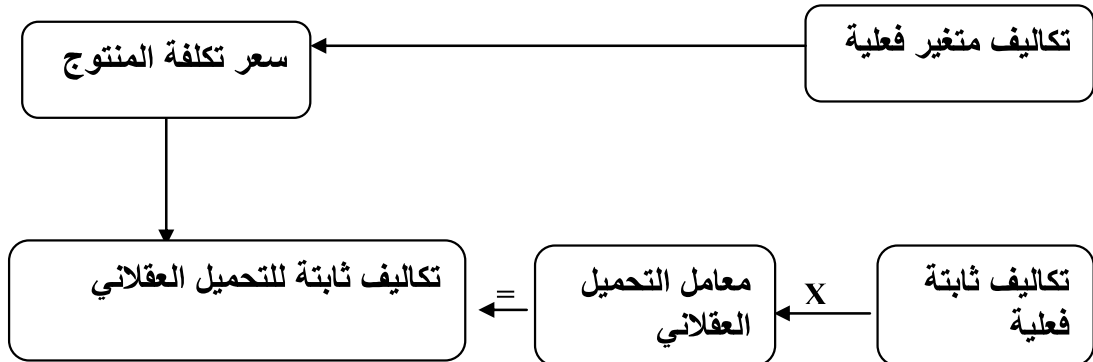 تكاليف متغير فعلية
سعر تكلفة المنتوج
تكاليف ثابتة
فعلية
X
معامل التحميل
العقلاني
=
تكاليف ثابتة للتحميل العقلاني